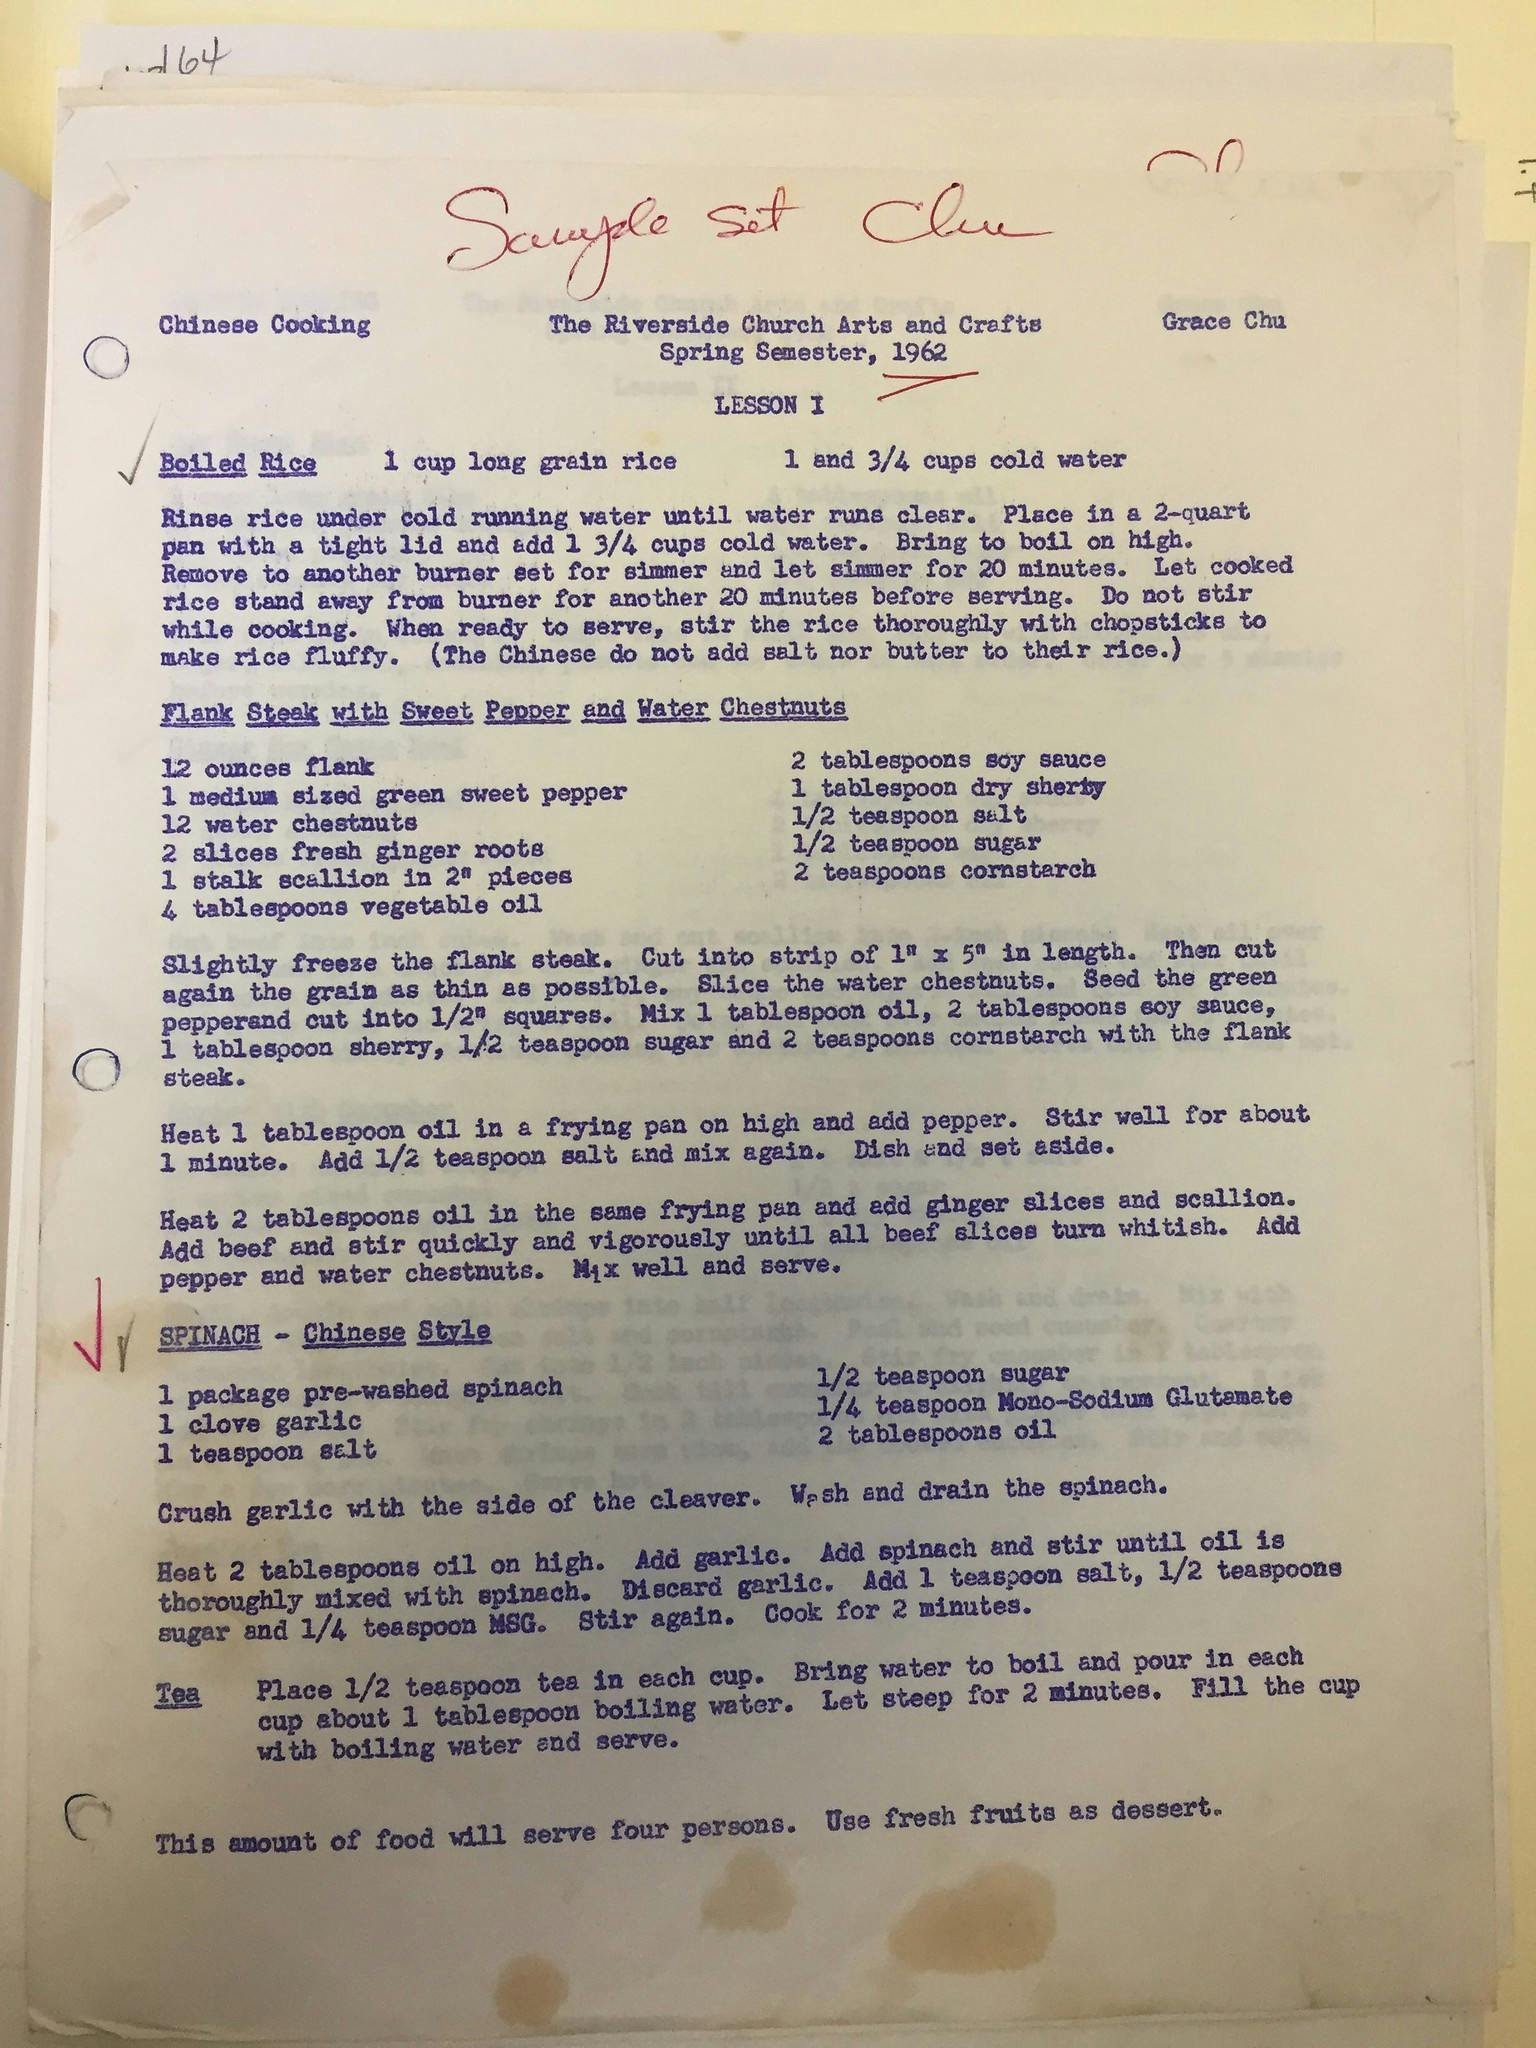 d64
Sample Set Chu
Chinese Cooking The Riverside Church Arts and Crafts Grace Chu
Spring Semester, 1962
LESSON I
Boiled Rice 1 cup long grain rice 1 and 3/4 cups cold water
Rinse rice under cold running water until water runs clear. Place in a 2-quart
pan with a tight lid and add 1 3/4 cups cold water. Bring to boil on high.
Remove to another burner set for simmer and let simmer for 20 minutes. Let cooked
rice stand away from burner for another 20 minutes before serving. Do not stir
while cooking. When ready to serve, stir the rice thoroughly with chopsticks to
make rice fluffy. (The Chinese do not add salt nor butter to their rice.)
Flank Steak with Sweet Pepper and Water Chestnuts
12 ounces flank 2 tablespoons soy sauce
1 medium sized green sweet pepper 1 tablespoon dry sherry
12 water chestnuts 1/2 teaspoon salt
2 slices fresh ginger roots 1/2 teaspoon sugar
1 stalk scallion in 2" pieces 2 teaspoons cornstarch
4 tablespoons vegetable oil
Slightly freeze the flank steak. Cut into strip of 1" x 5" in length. Then cut
again the grain as thin as possible. Slice the water chestnuts. Seed the green
pepperand cut into 1/2" squares. Mix 1 tablespoon oil, 2 tablespoons soy sauce,
1 tablespoon sherry, 1/2 teaspoon sugar and 2 teaspoons cornstarch with the flank
steak.
Heat 1 tablespoon oil in a frying pan on high and add pepper. Stir well for about
1 minute. Add 1/2 teaspoon salt and mix again. Dish and set aside.
Heat 2 tablespoons oil in the same frying pan and add ginger slices and scallion.
Add beef and stir quickly and vigorously until all beef slices turn whitish. Add
pepper and water chestnuts. Mix well and serve.
SPINACH - Chinese Style
1 package pre-washed spinach 1/2 teaspoon sugar
1 clove garlic 1/4 teaspoon Mono-Sodium Glutamate
1 teaspoon salt 2 tablespoons oil
Crush garlic with the side of the cleaver. Wash and drain the spinach.
Heat 2 tablespoons oil on high. Add garlic. Add spinach and stir until oil is
thoroughly mixed with spinach. Discard garlic. Add 1 teaspoon salt, 1/2 teaspoons
sugar and 1/4 teaspoon MSG. Stir again. Cook for 2 minutes.
Tea Place 1/2 teaspoon tea in each cup. Bring water to boil and pour in each
cup about 1 tablespoon boiling water. Let steep for 2 minutes. Fill the cup
with boiling water and serve.
This amount of food will serve four persons. Use fresh fruits as dessert.